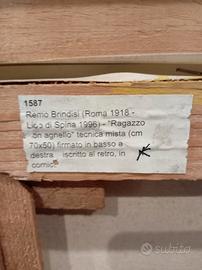 1587
Remo Brindisi (Roma 1918 -
Lido di Spina 1996) - "Ragazzo
con agnello" tecnica mista (cm
70x50) firmato in basso a
destra iscritto al retro, in
cornice
subito